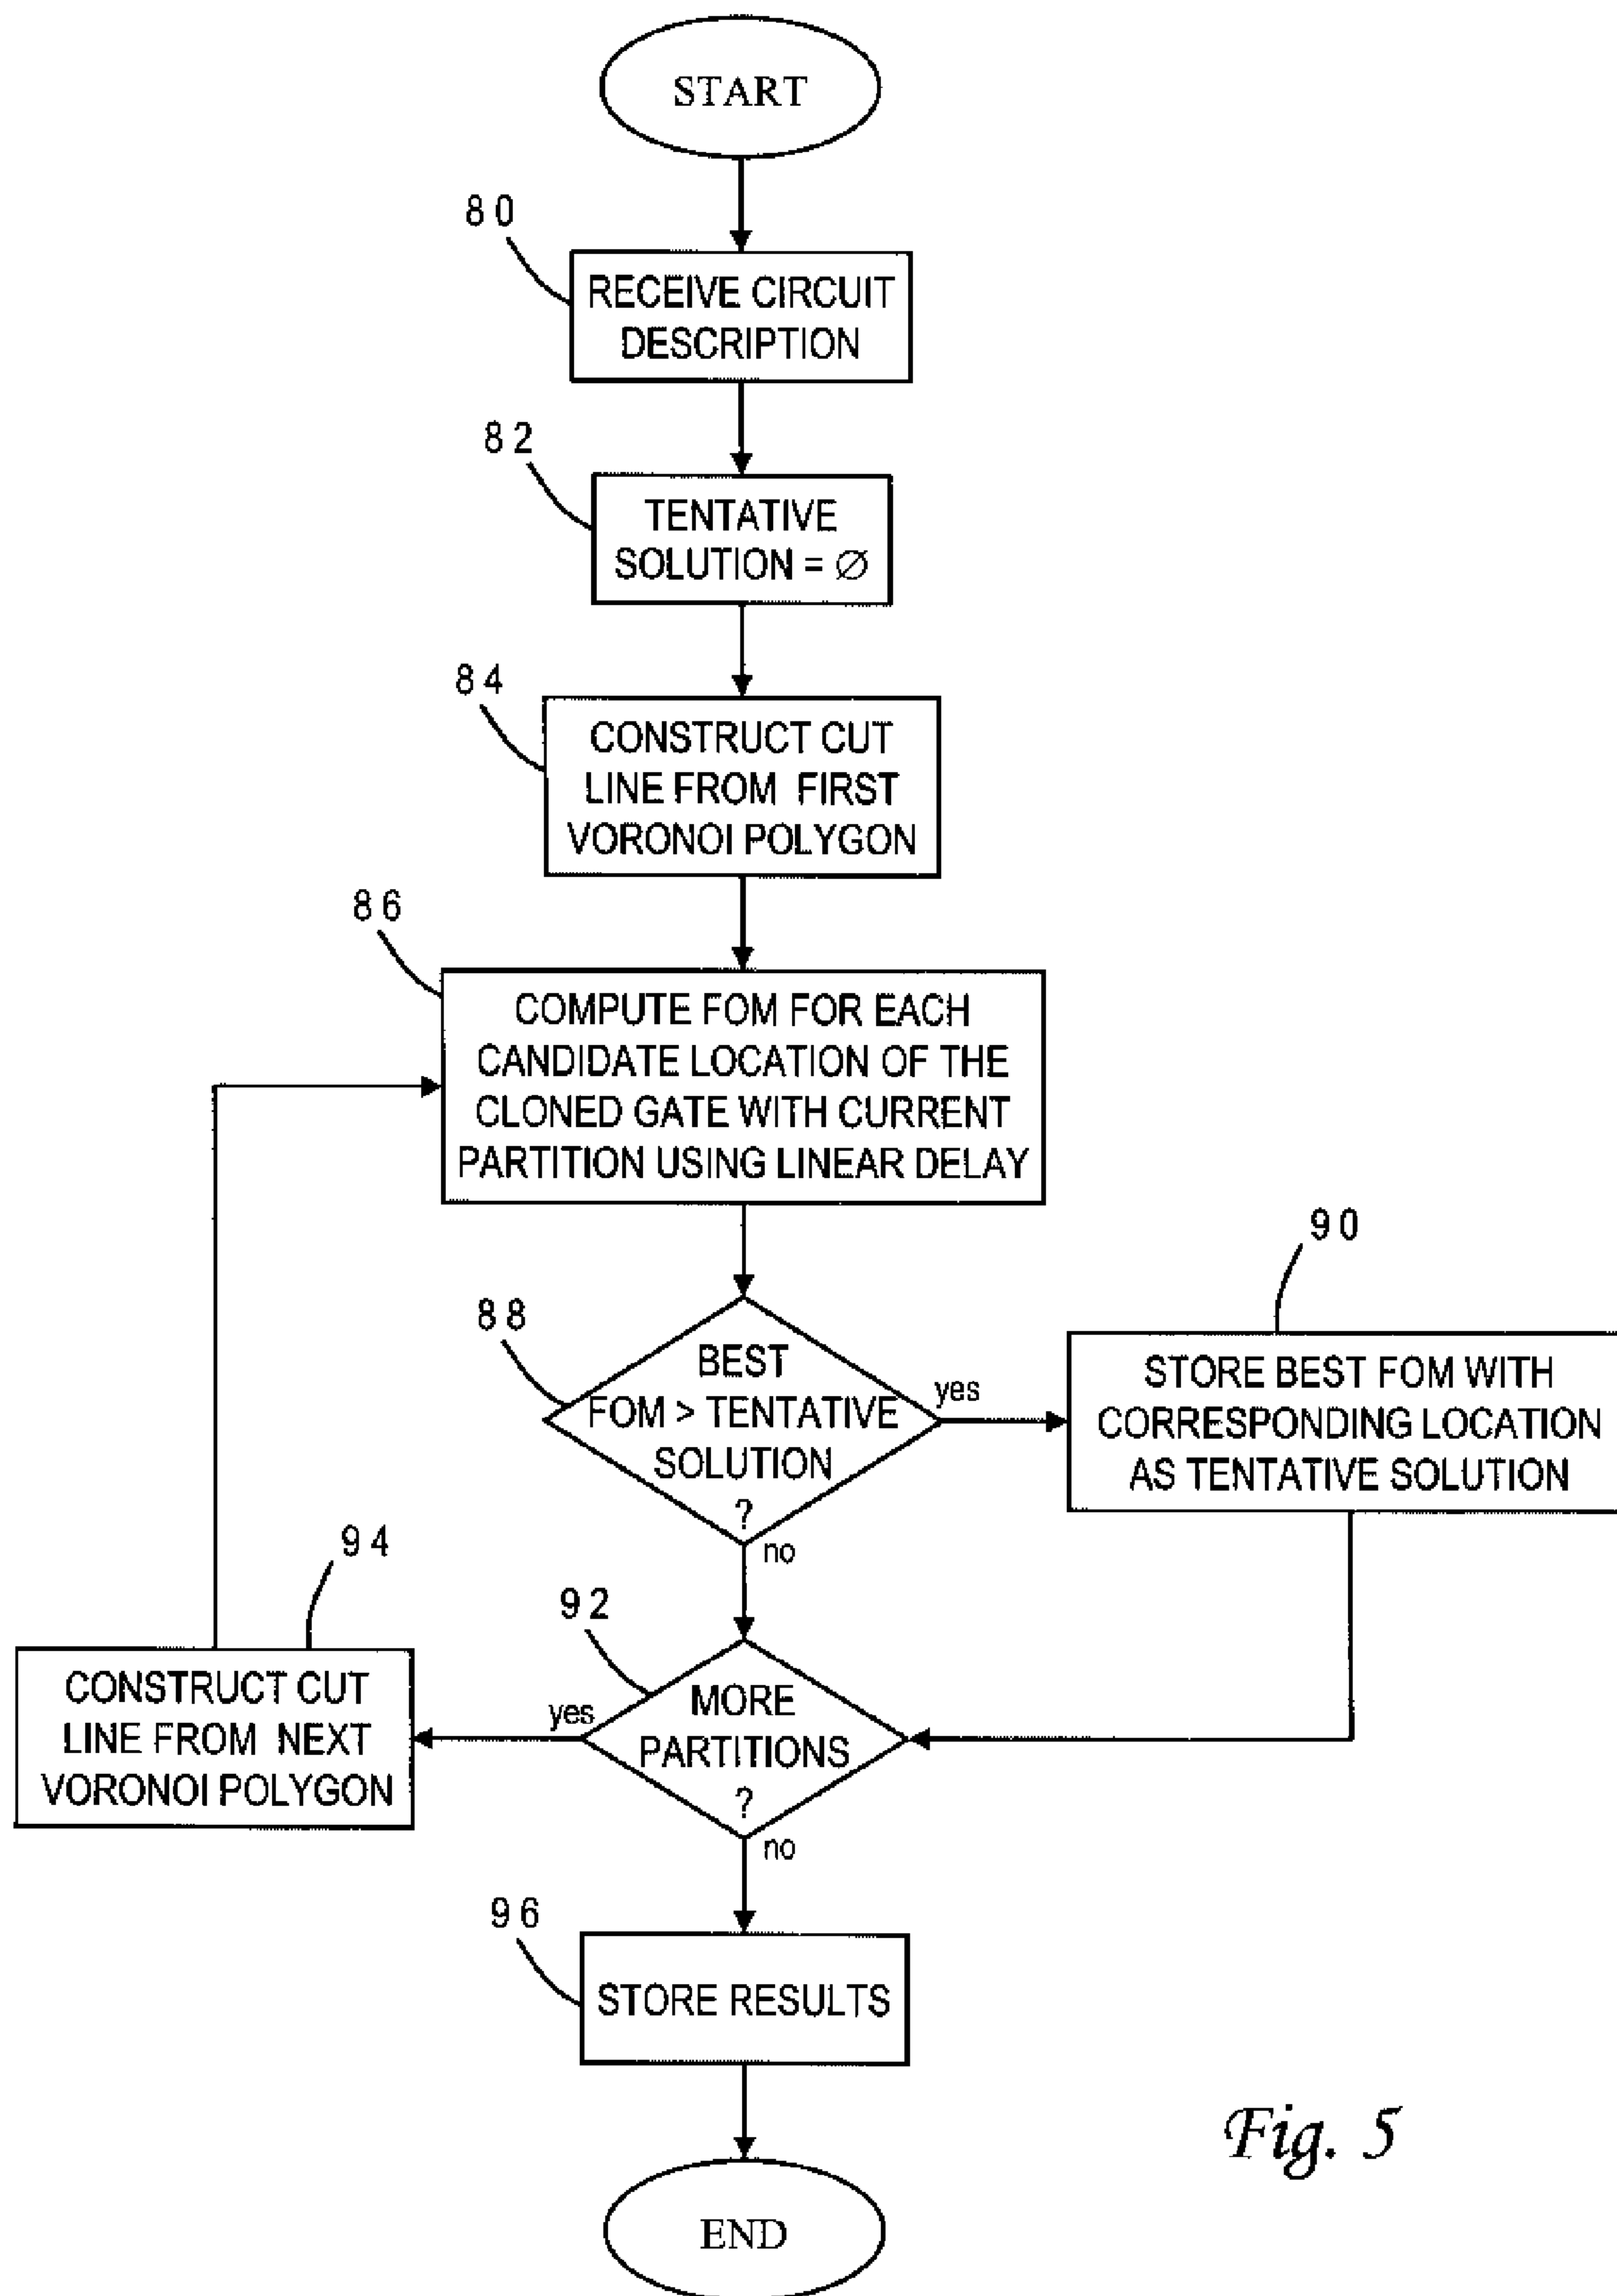 START
80
RECEIVE CIRCUIT
DESCRIPTION
82
TENTATIVE
SOLUTION = ∅
84
CONSTRUCT CUT
LINE FROM FIRST
VORONOI POLYGON
86
COMPUTE FOM FOR EACH
CANDIDATE LOCATION OF THE
CLONED GATE WITH CURRENT
PARTITION USING LINEAR DELAY
88
BEST
FOM > TENTATIVE
SOLUTION
?
yes
no
90
STORE BEST FOM WITH
CORRESPONDING LOCATION
AS TENTATIVE SOLUTION
92
MORE
PARTITIONS
?
yes
no
94
CONSTRUCT CUT
LINE FROM NEXT
VORONOI POLYGON
96
STORE RESULTS
END
Fig. 5